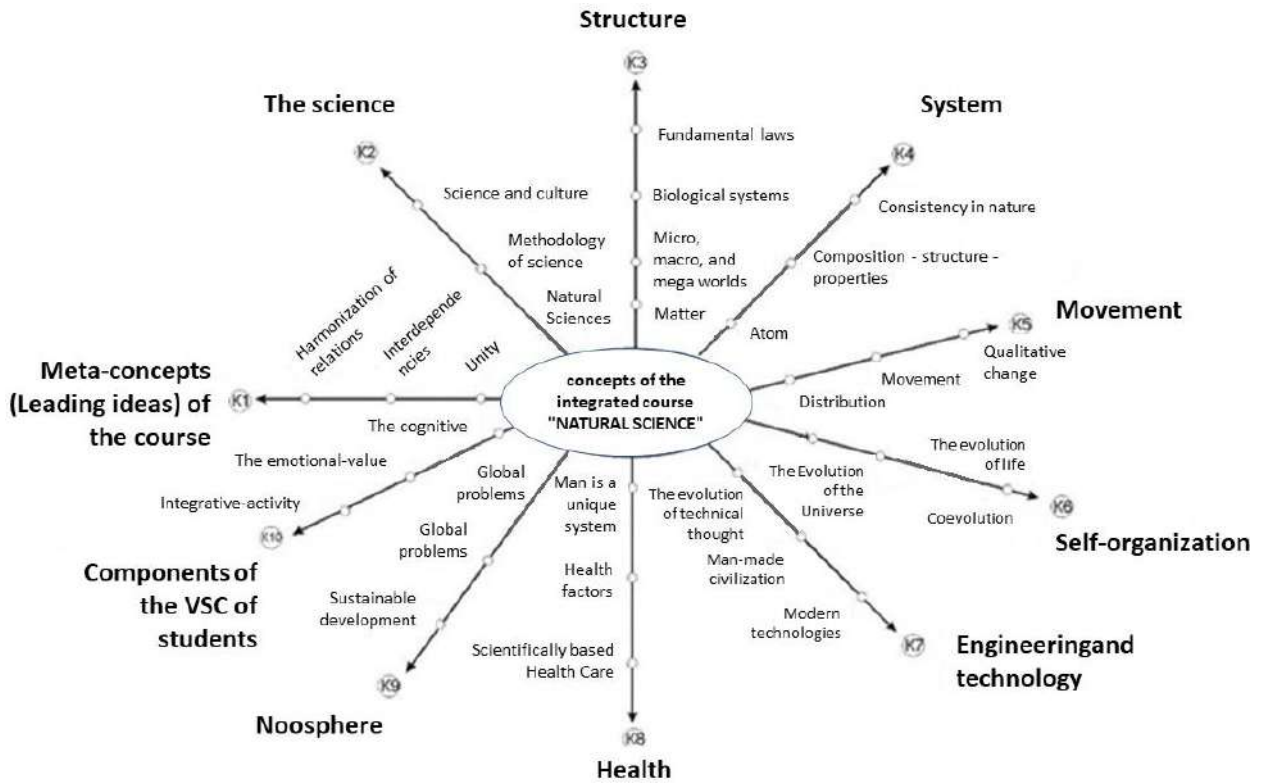 Structure
K3
The science
System
K2
K4
Fundamental laws
Science and culture
Biological systems
Consistency in nature
Methodology
of science
Micro,
macro, and
mega worlds
Composition - structure -
properties
Natural
Sciences
Matter
Atom
Harmonization of
relations
Interdepende
ncies
Unity
Movement
K5
Qualitative
change
Movement
Distribution
Meta-concepts
(Leading ideas) of
the course
K1
concepts of the
integrated course
"NATURAL SCIENCE"
The cognitive
The emotional-value
Integrative-activity
K10
Components of
the VSC of
students
Global
problems
Global
problems
Sustainable
development
K9
Noosphere
Man is a
unique
system
Health
factors
Scientifically based
Health Care
K8
Health
The evolution
of technical
thought
Man-made
civilization
Modern
technologies
K7
Engineeringand
technology
The Evolution
of the
Universe
The evolution
of life
Coevolution
K6
Self-organization